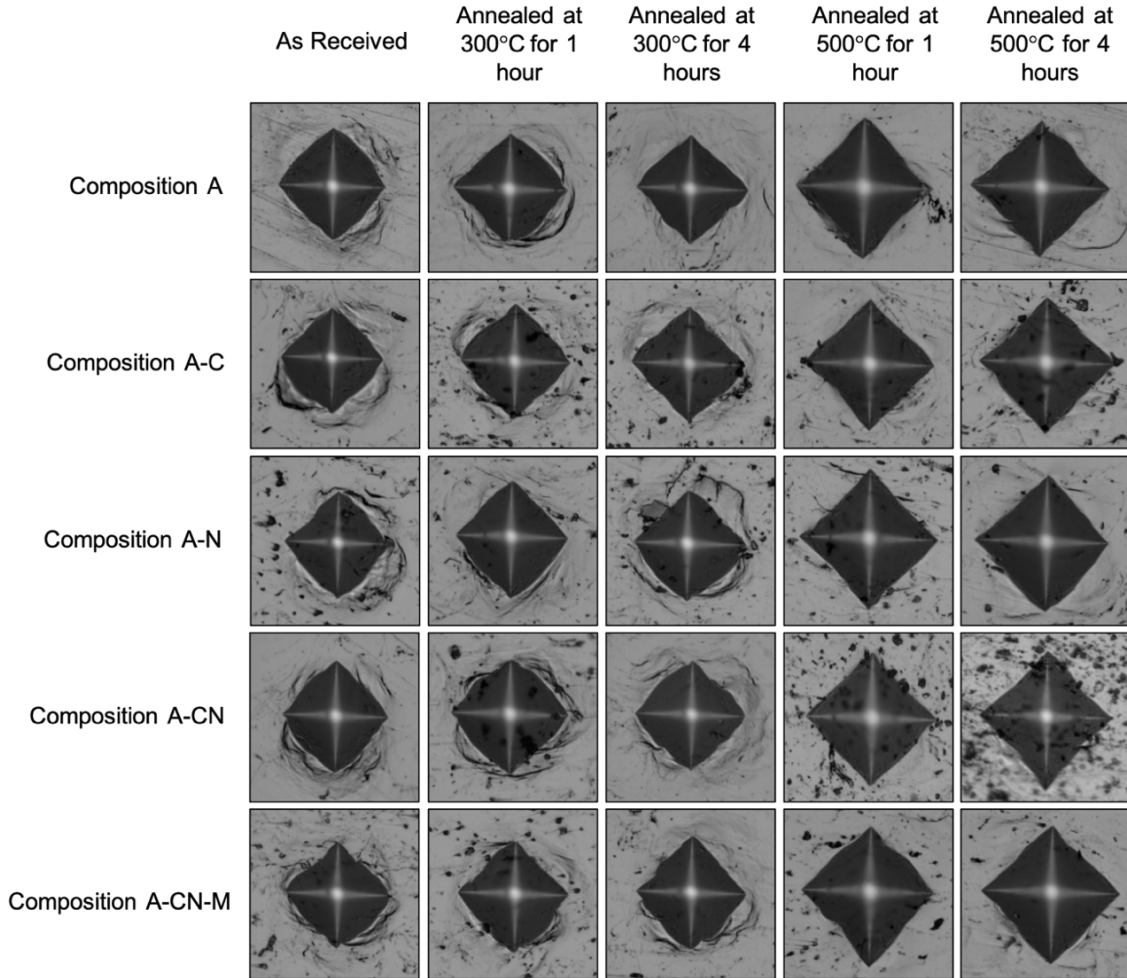 As Received
Annealed at
300°C for 1
hour
Annealed at
300°C for 4
hours
Annealed at
500°C for 1
hour
Annealed at
500°C for 4
hours
Composition A
Composition A-C
Composition A-N
Composition A-CN
Composition A-CN-M